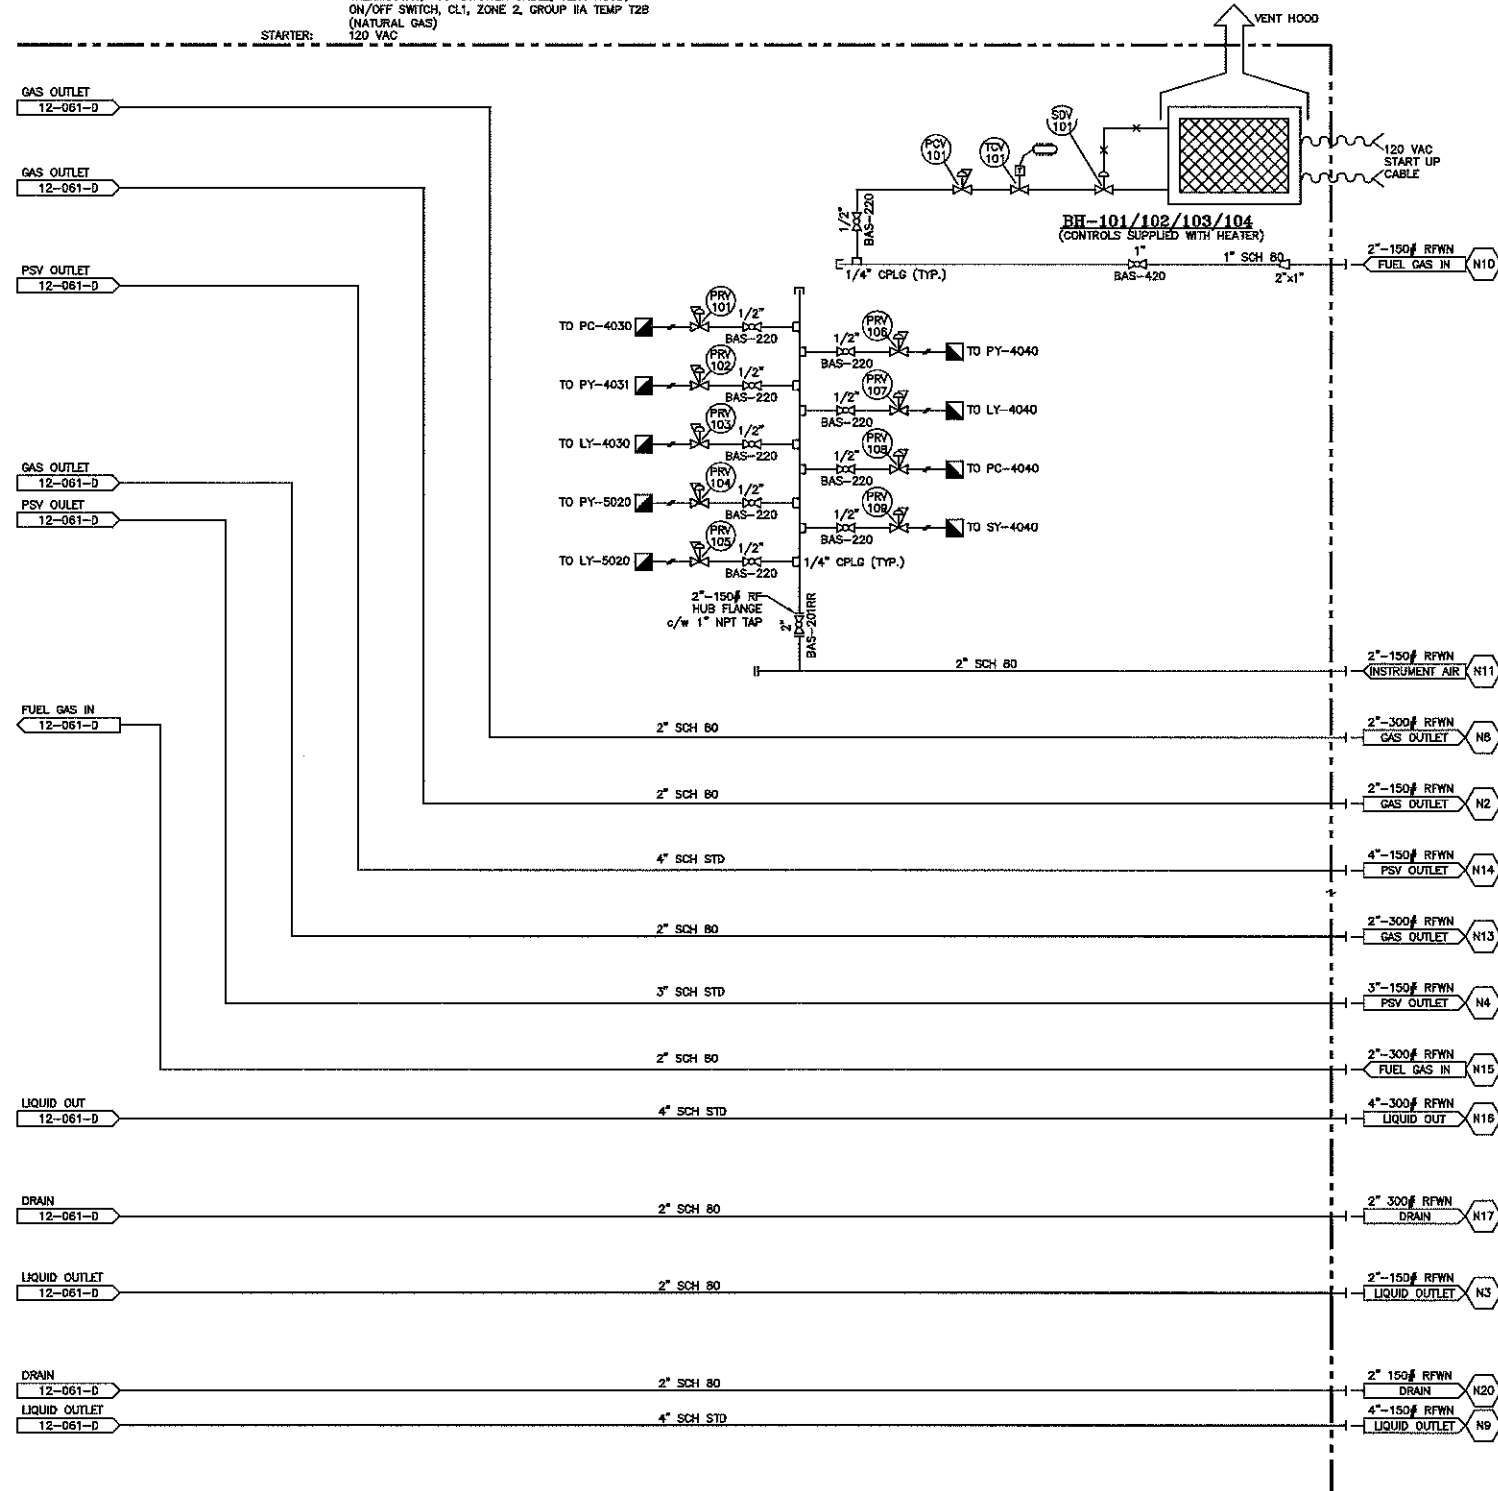 ON/OFF SWITCH, CL1, ZONE 2, GROUP IIA TEMP T2B
(NATURAL GAS)
STARTER: 120 VAC
VENT HOOD
GAS OUTLET
12-061-D
GAS OUTLET
12-061-D
PSV OUTLET
12-061-D
GAS OUTLET
12-061-D
PSV OULET
12-061-D
FUEL GAS IN
12-061-D
LIQUID OUT
12-061-D
DRAIN
12-061-D
LIQUID OUTLET
12-061-D
DRAIN
12-061-D
LIQUID OUTLET
12-061-D
PCV
101
TCV
101
SDV
101
120 VAC
START UP
CABLE
1/2"
BAS-220
BH-101/102/103/104
(CONTROLS SUPPLIED WITH HEATER)
1/4" CPLG (TYP.)
1"
BAS-420
1" SCH 80
2"x1"
2"-150# RFWN
FUEL GAS IN
N10
TO PC-4030
PRV
101
1/2"
BAS-220
TO PY-4031
PRV
102
1/2"
BAS-220
TO LY-4030
PRV
103
1/2"
BAS-220
TO PY-5020
PRV
104
1/2"
BAS-220
TO LY-5020
PRV
105
1/2"
BAS-220
1/2"
BAS-220
PRV
106
TO PY-4040
1/2"
BAS-220
PRV
107
TO LY-4040
1/2"
BAS-220
PRV
108
TO PC-4040
1/2"
BAS-220
PRV
109
TO SY-4040
1/4" CPLG (TYP.)
2"-150# RF
HUB FLANGE
c/w 1" NPT TAP
2"
BAS-201RR
2" SCH 80
2"-150# RFWN
INSTRUMENT AIR
N11
2" SCH 80
2"-300# RFWN
GAS OUTLET
N8
2" SCH 80
2"-150# RFWN
GAS OUTLET
N2
4" SCH STD
4"-150# RFWN
PSV OUTLET
N14
2" SCH 80
2"-300# RFWN
GAS OUTLET
N13
3" SCH STD
3"-150# RFWN
PSV OUTLET
N4
2" SCH 80
2"-300# RFWN
FUEL GAS IN
N15
4" SCH STD
4"-300# RFWN
LIQUID OUT
N16
2" SCH 80
2" 300# RFWN
DRAIN
N17
2" SCH 80
2"-150# RFWN
LIQUID OUTLET
N3
2" SCH 80
2" 150# RFWN
DRAIN
N20
4" SCH STD
4"-150# RFWN
LIQUID OUTLET
N9